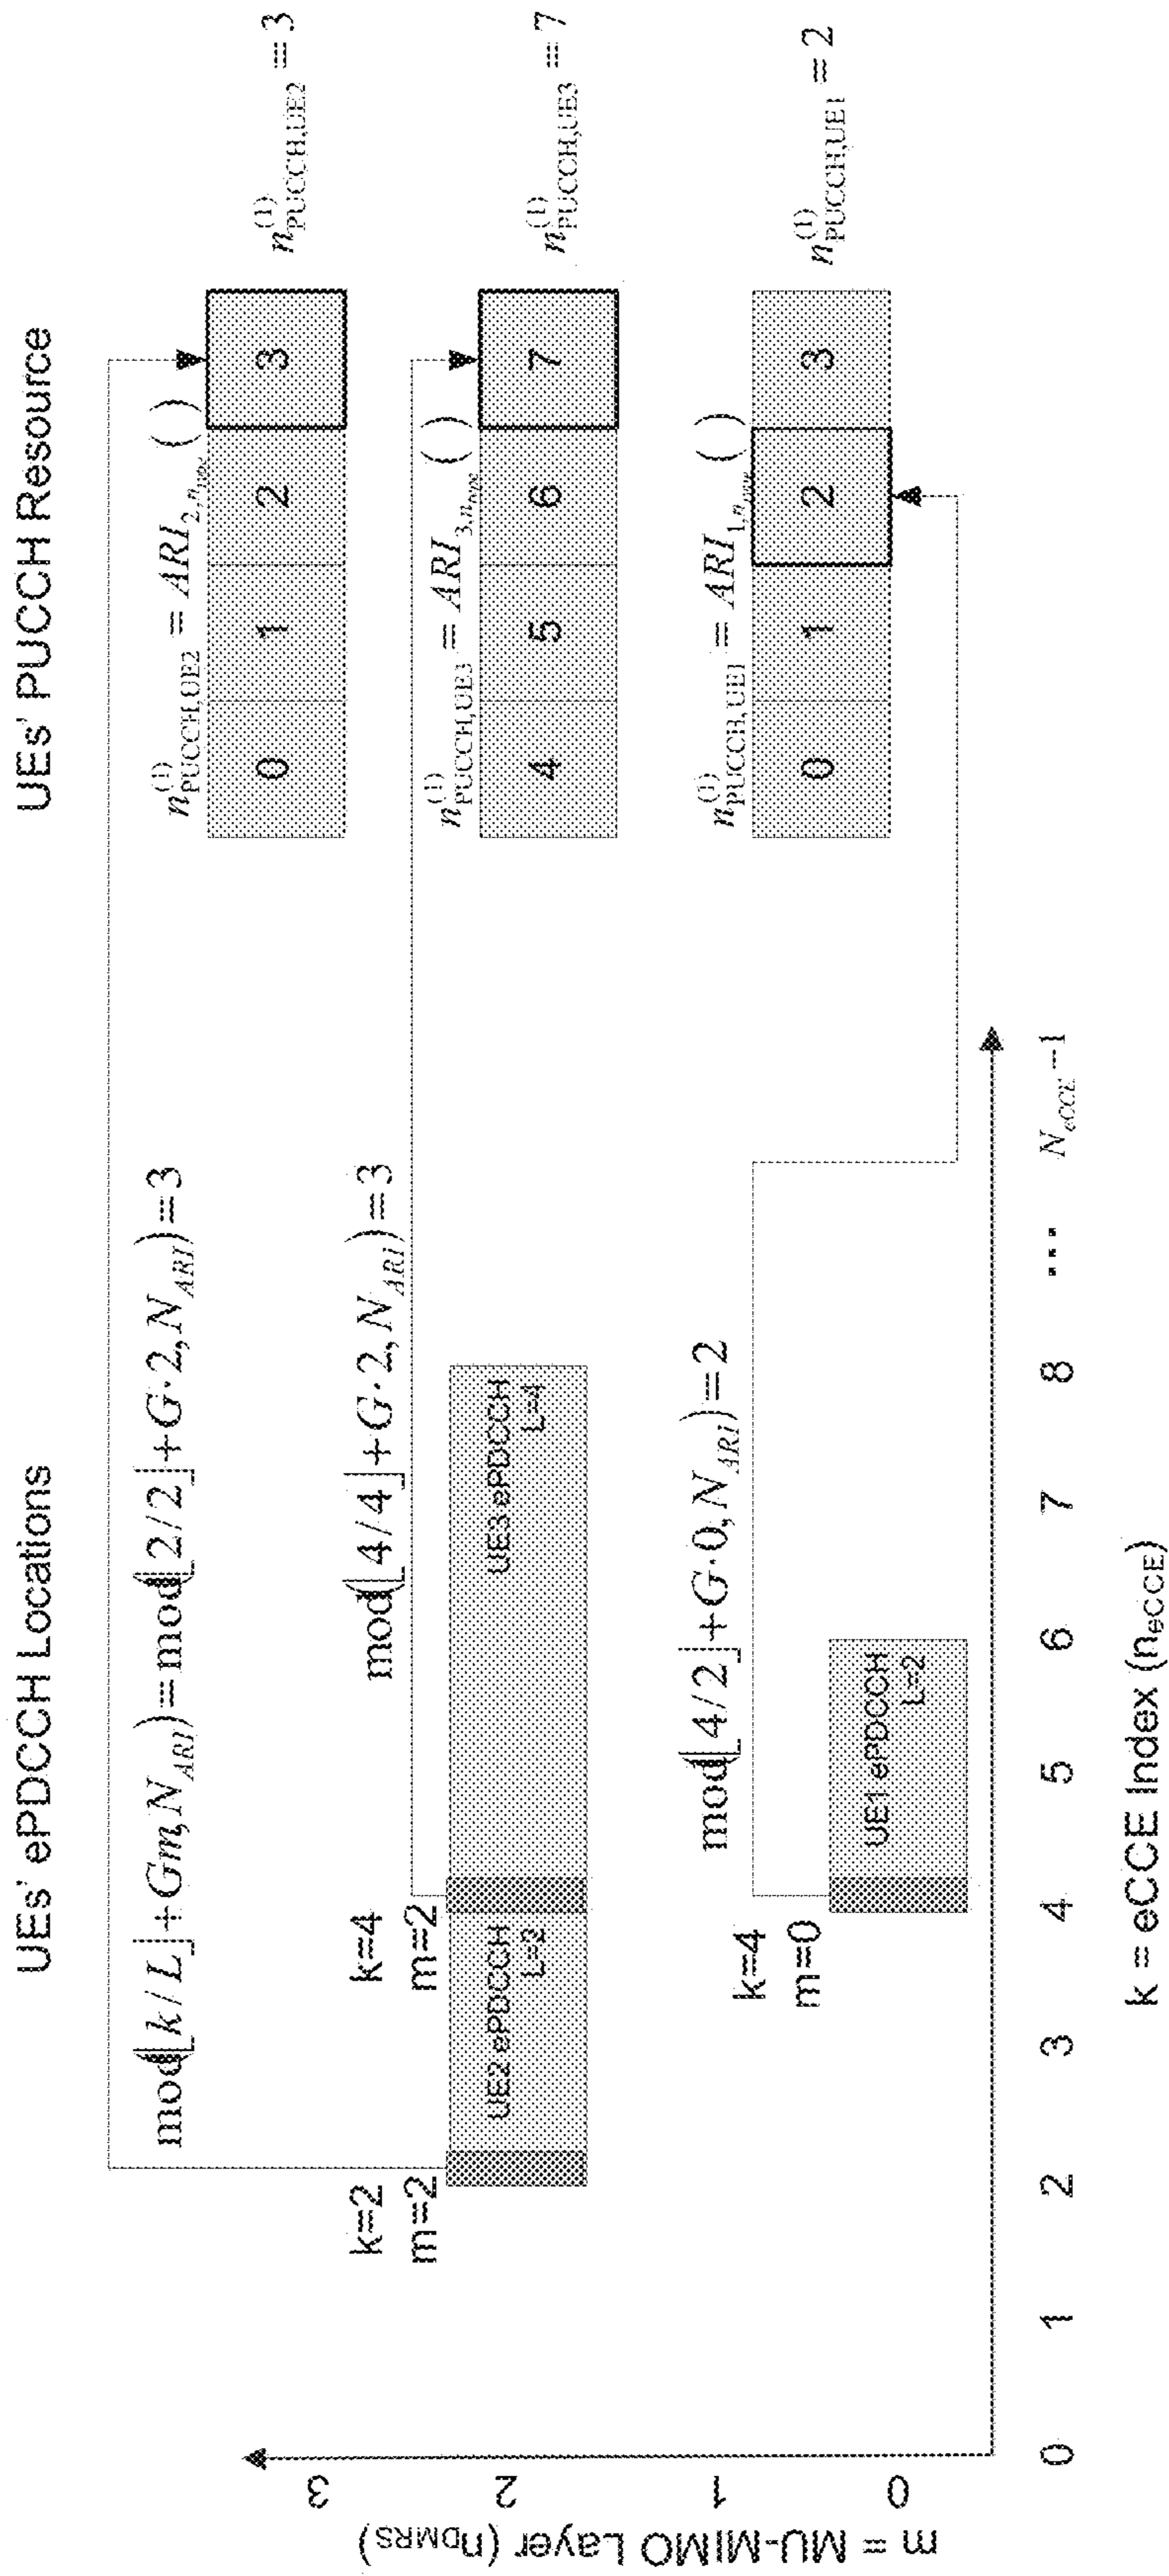 UEs' ePDCCH Locations
UEs' PUCCH Resource
mod(⌊k/L⌋+Gm,N_ARI)=mod(⌊2/2⌋+G·2,N_ARI)=3
n^(1)_PUCCH,UE2 = ARI_2, ( )
0 1 2 3
n^(1)_PUCCH,UE2 = 3
k=2
m=2
UE2 ePDCCH
L=2
k=4
m=2
mod(⌊4/4⌋+G·2,N_ARI)=3
UE3 ePDCCH
L=4
n^(1)_PUCCH,UE3 = ARI_3, ( )
4 5 6 7
n^(1)_PUCCH,UE3 = 7
k=4
m=0
mod(⌊4/2⌋+G·0,N_ARI)=2
UE1 ePDCCH
L=2
n^(1)_PUCCH,UE1 = ARI_1, ( )
0 1 2 3
n^(1)_PUCCH,UE1 = 2
m = MU-MIMO Layer (n_DMRS)
3
2
1
0
0 1 2 3 4 5 6 7 8 ... N_eCCE−1
k = eCCE Index (n_eCCE)